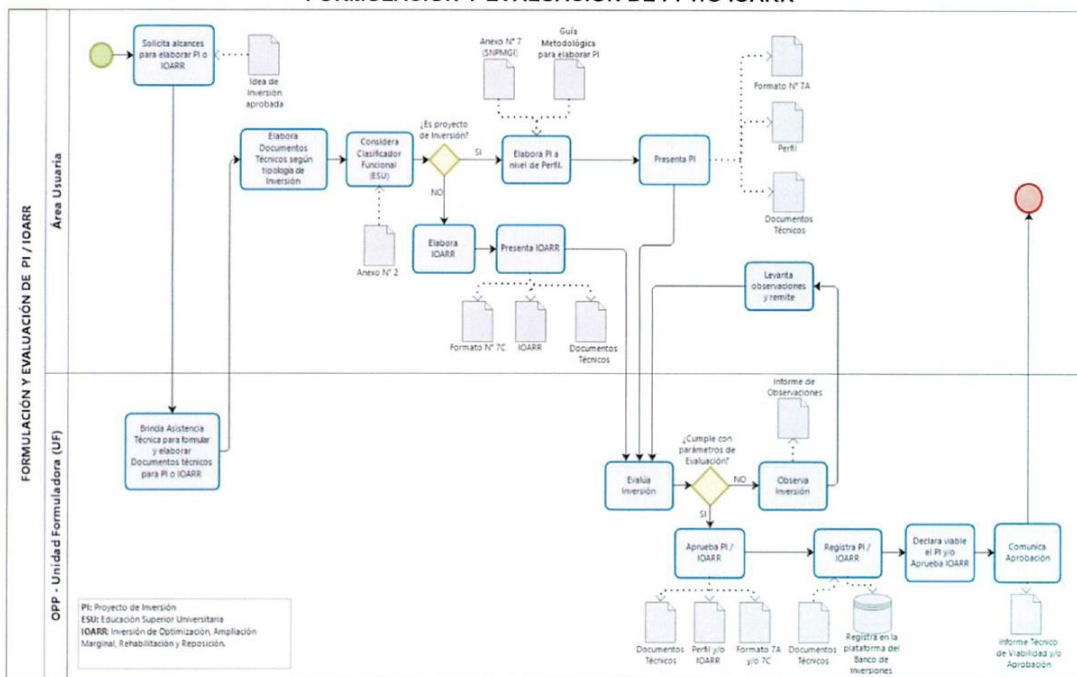 FORMULACIÓN Y EVALUACIÓN DE PI Y/O IOARR
FORMULACIÓN Y EVALUACIÓN DE PI / IOARR
Área Usuaria
Solicita alcances
para elaborar PI o
IOARR
Idea de
Inversión
aprobada
Elabora
Documentos
Técnicos según
tipología de
Inversión
Considera
Clasificador
Funcional
(ESU)
Anexo N° 2
¿Es proyecto
de Inversión?
SI
NO
Anexo N° 7
(SNPMGI)
Guía
Metodológica
para elaborar PI
Elabora PI a
nivel de Perfil.
Presenta PI
Formato N° 7A
Perfil
Documentos
Técnicos
Elabora
IOARR
Presenta IOARR
Formato N° 7C
IOARR
Documentos
Técnicos
Levanta
observaciones
y remite
OPP - Unidad Formuladora (UF)
Brinda Asistencia
Técnica para formular
y elaborar
Documentos técnicos
para PI o IOARR
Informe de
Observaciones
Evalúa
Inversión
¿Cumple con
parámetros de
Evaluación?
NO
SI
Observa
Inversión
Aprueba PI /
IOARR
Registra PI /
IOARR
Declara viable
el PI y/o
Aprueba IOARR
Comunica
Aprobación
Documentos
Técnicos
Perfil y/o
IOARR
Formato 7A
y/o 7C
Documentos
Técnicos
Registra en la
plataforma del
Banco de
Inversiones
Informe Técnico
de Viabilidad y/o
Aprobación
PI: Proyecto de Inversión
ESU: Educación Superior Universitaria
IOARR: Inversión de Optimización, Ampliación
Marginal, Rehabilitación y Reposición.